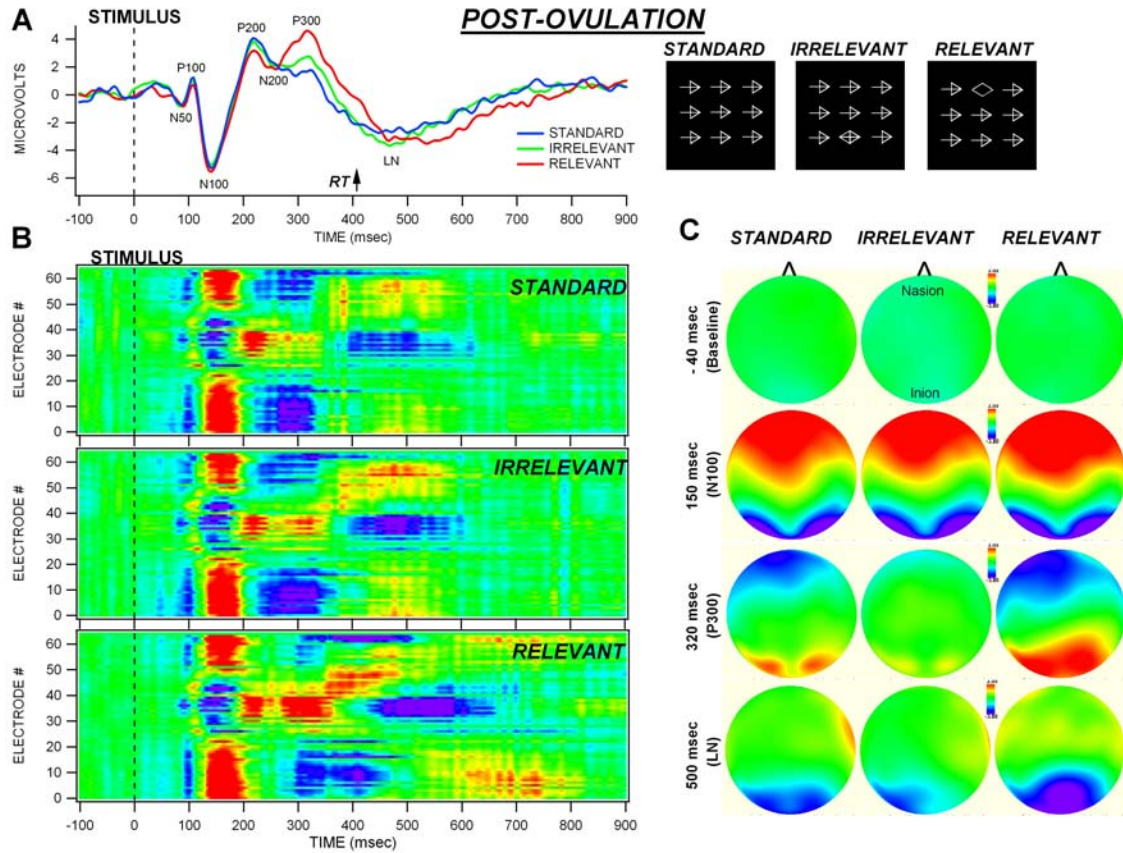 POST-OVULATION
A
STIMULUS
MICROVOLTS
4
2
0
-2
-4
-6
P100
N50
N100
P200
N200
P300
LN
RT
STANDARD
IRRELEVANT
RELEVANT
-100 0 100 200 300 400 500 600 700 800 900
TIME (msec)
STANDARD IRRELEVANT RELEVANT
B
STIMULUS
ELECTRODE #
60
50
40
30
20
10
0
STANDARD
ELECTRODE #
60
50
40
30
20
10
0
IRRELEVANT
ELECTRODE #
60
50
40
30
20
10
0
RELEVANT
-100 0 100 200 300 400 500 600 700 800 900
TIME (msec)
C
STANDARD IRRELEVANT RELEVANT
- 40 msec
(Baseline)
Nasion
Inion
150 msec
(N100)
320 msec
(P300)
500 msec
(LN)